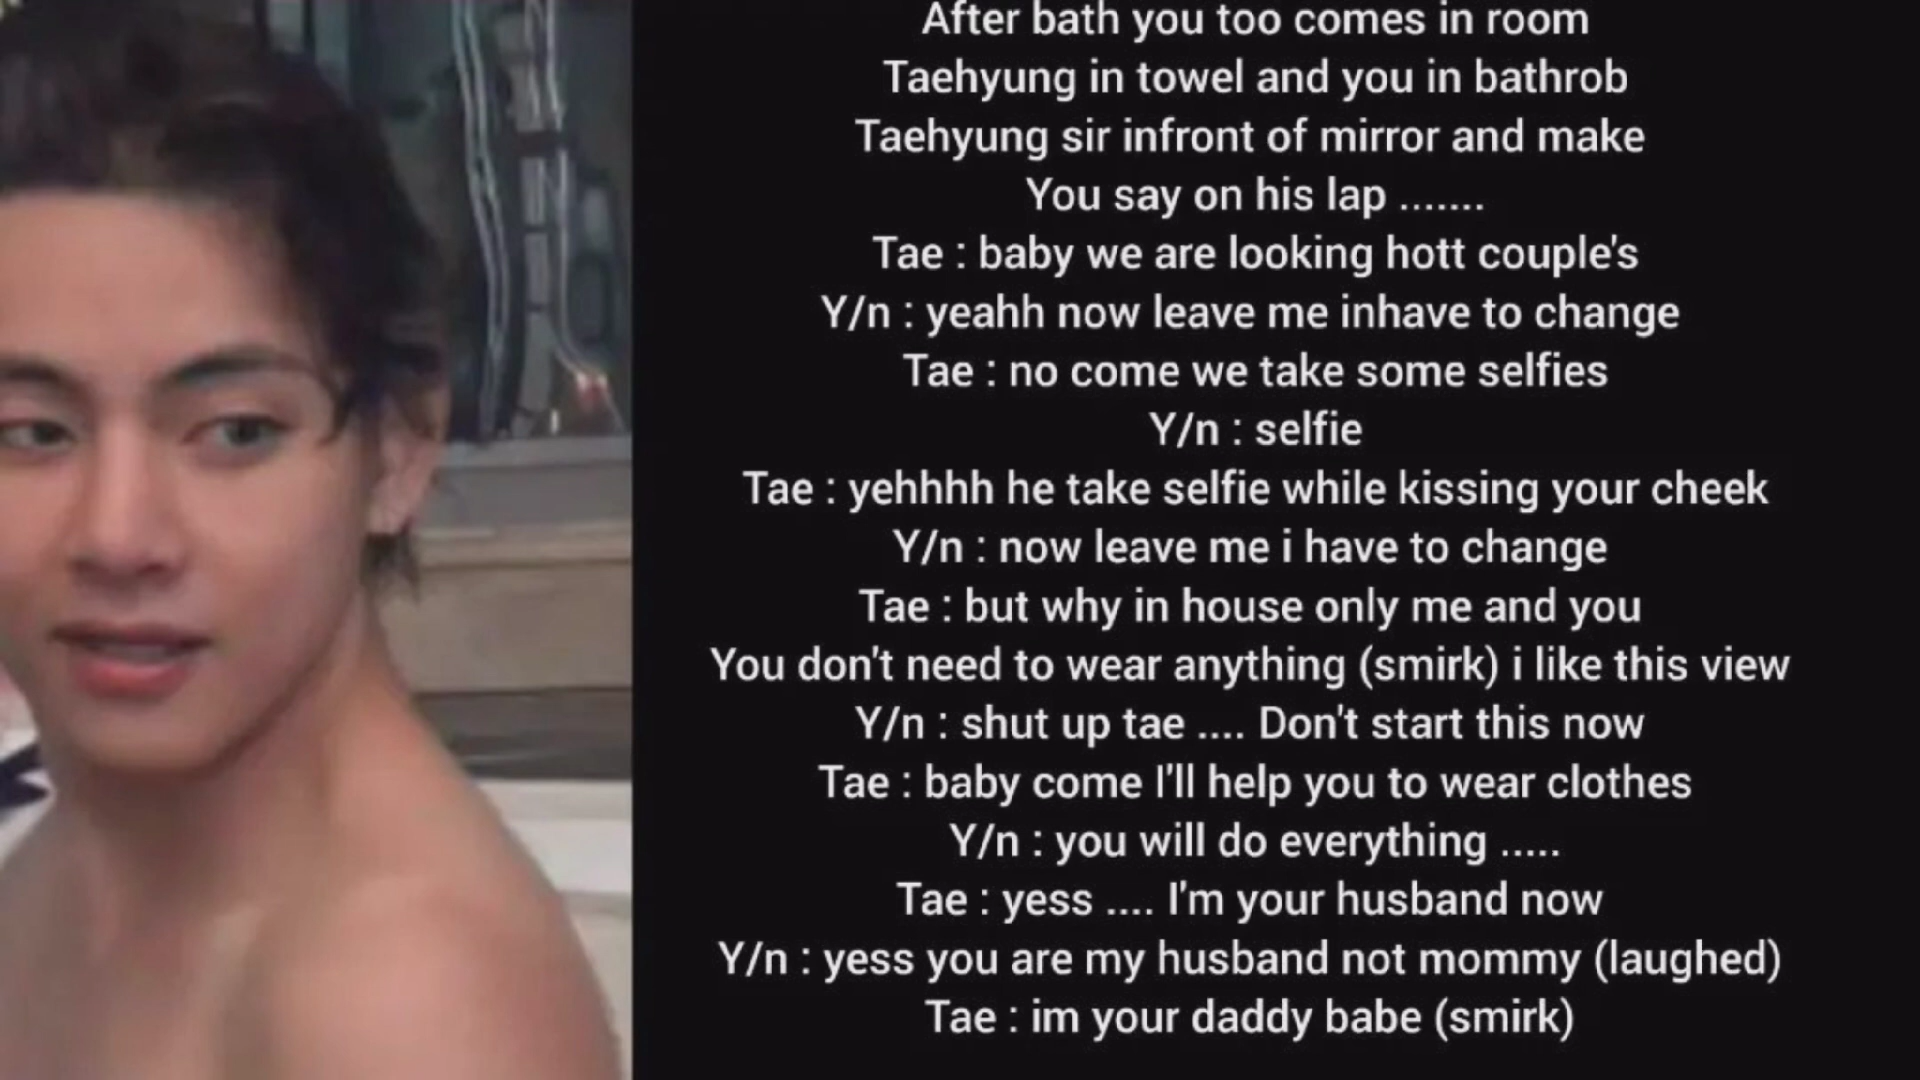 After bath you too comes in room
Taehyung in towel and you in bathrob
Taehyung sir infront of mirror and make
You say on his lap .......
Tae : baby we are looking hott couple's
Y/n : yeahh now leave me inhave to change
Tae : no come we take some selfies
Y/n : selfie
Tae : yehhhh he take selfie while kissing your cheek
Y/n : now leave me i have to change
Tae : but why in house only me and you
You don't need to wear anything (smirk) i like this view
Y/n : shut up tae .... Don't start this now
Tae : baby come I'll help you to wear clothes
Y/n : you will do everything .....
Tae : yess .... I'm your husband now
Y/n : yess you are my husband not mommy (laughed)
Tae : im your daddy babe (smirk)